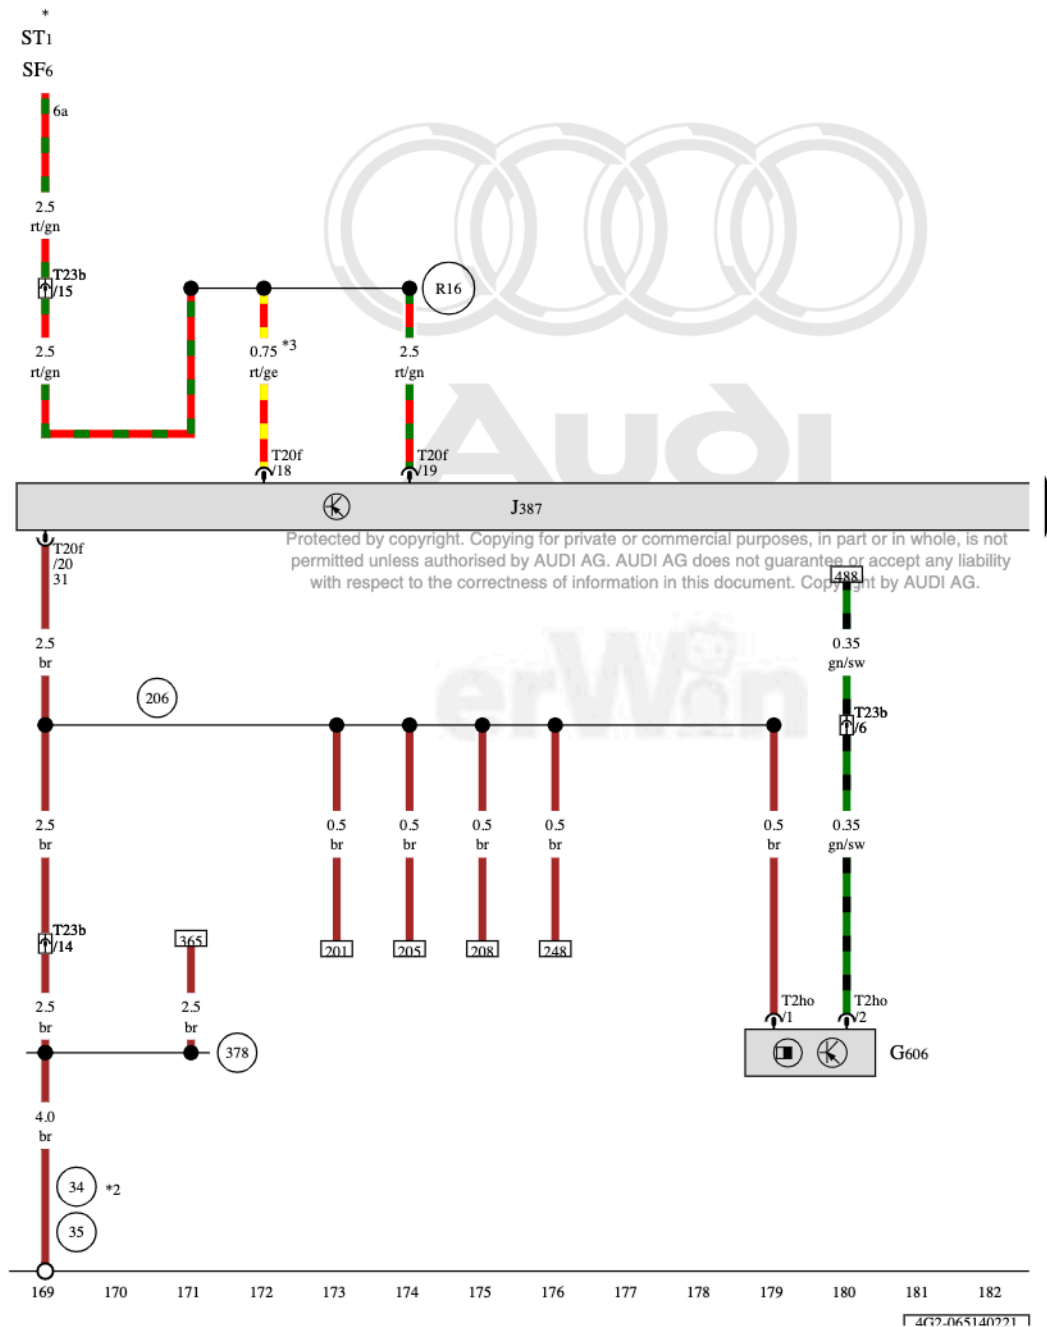 *
ST1
SF6
6a
2.5
rt/gn
T23b
/15
R16
2.5
rt/gn
0.75 *3
rt/ge
2.5
rt/gn
T20f
/18
T20f
/19
Audi
J387
Protected by copyright. Copying for private or commercial purposes, in part or in whole, is not
permitted unless authorised by AUDI AG. AUDI AG does not guarantee or accept any liability
with respect to the correctness of information in this document. Copyright by AUDI AG.
T20f
/20
31
488
2.5
br
0.35
gn/sw
erWin
206
T23b
/6
2.5
br
0.5
br
0.5
br
0.5
br
0.5
br
0.5
br
0.35
gn/sw
T23b
/14
365
201
205
208
248
2.5
br
2.5
br
T2ho
/1
T2ho
/2
378
G606
4.0
br
34 *2
35
169 170 171 172 173 174 175 176 177 178 179 180 181 182
4G2-065140221